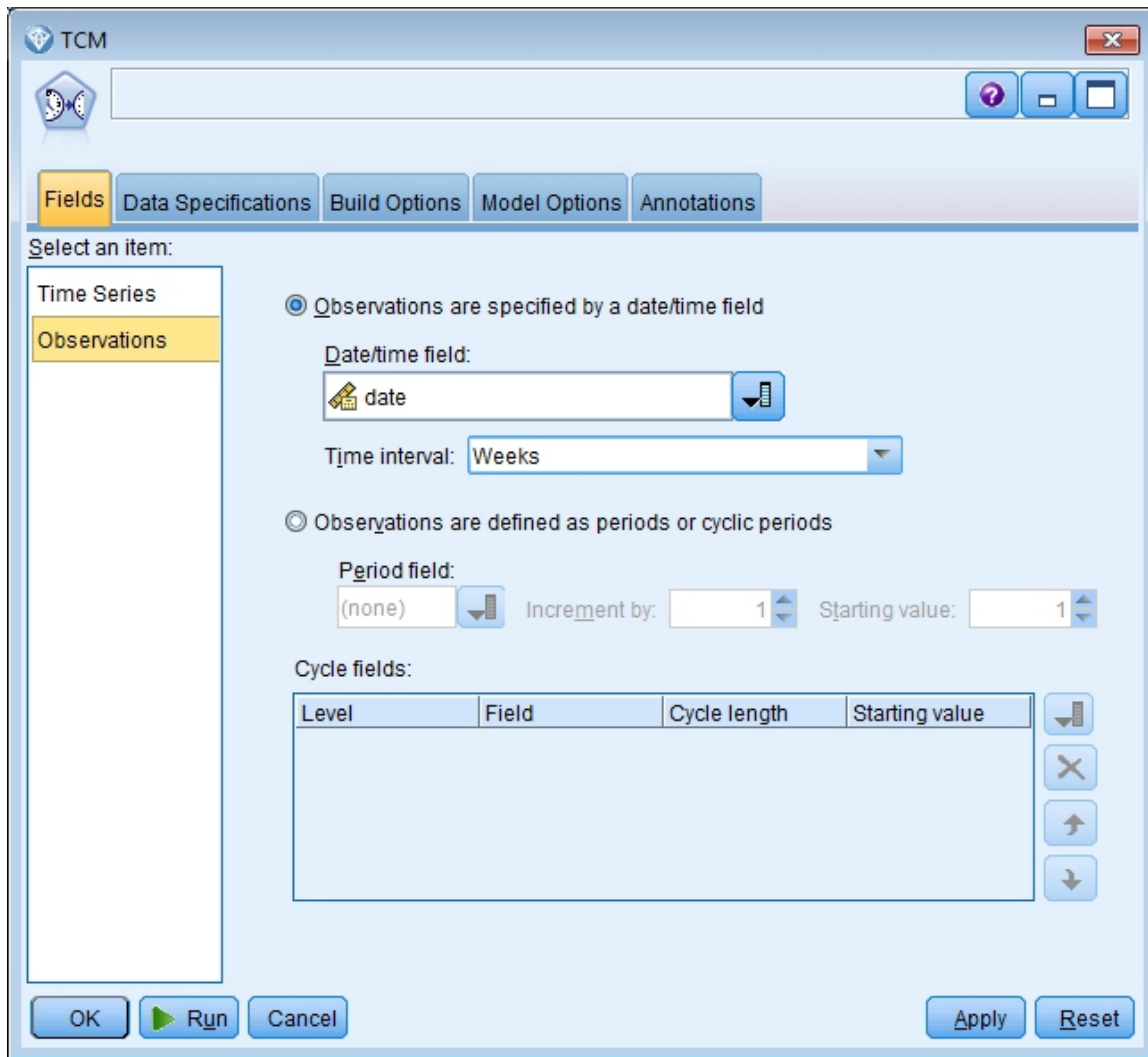 TCM
Fields Data Specifications Build Options Model Options Annotations
Select an item:
Time Series
Observations
Observations are specified by a date/time field
Date/time field:
date
Time interval: Weeks
Observations are defined as periods or cyclic periods
Period field:
(none) Increment by: 1 Starting value: 1
Cycle fields:
Level Field Cycle length Starting value
OK Run Cancel Apply Reset